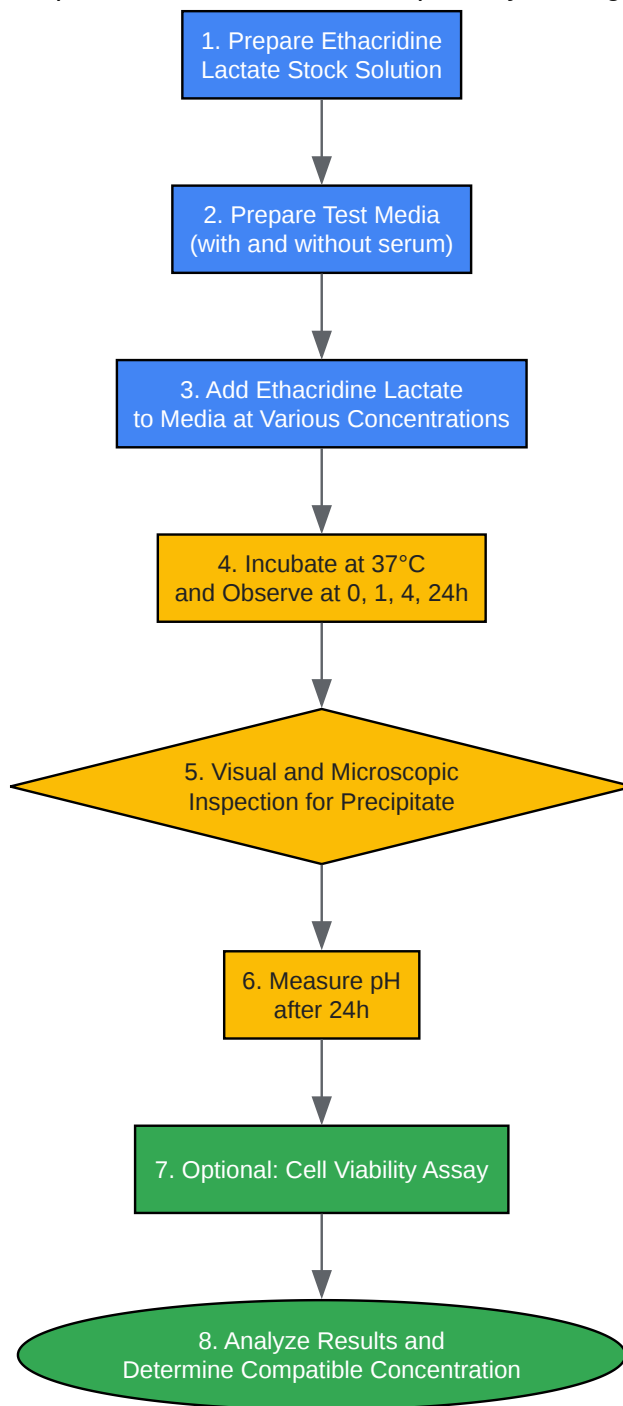 1. Prepare Ethacridine
Lactate Stock Solution
2. Prepare Test Media
(with and without serum)
3. Add Ethacridine Lactate
to Media at Various Concentrations
4. Incubate at 37°C
and Observe at 0, 1, 4, 24h
5. Visual and Microscopic
Inspection for Precipitate
6. Measure pH
after 24h
7. Optional: Cell Viability Assay
8. Analyze Results and
Determine Compatible Concentration